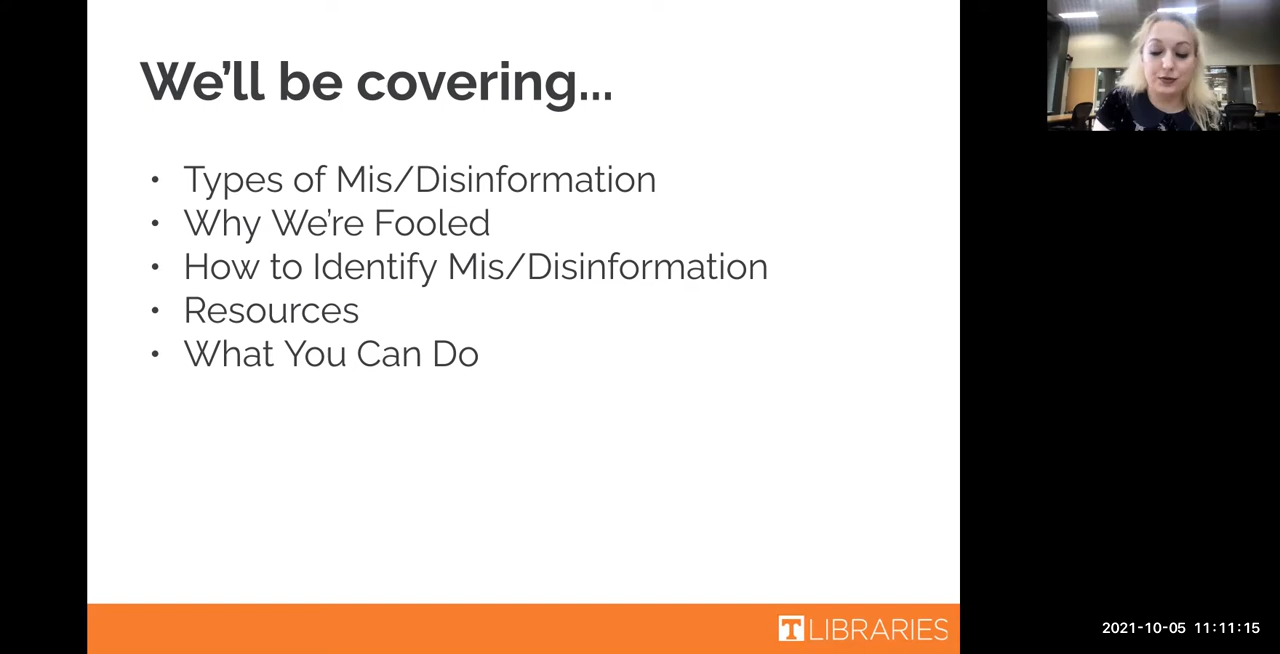 We'll be covering...
• Types of Mis/Disinformation
• Why We're Fooled
• How to Identify Mis/Disinformation
• Resources
• What You Can Do
T LIBRARIES
2021-10-05 11:11:15